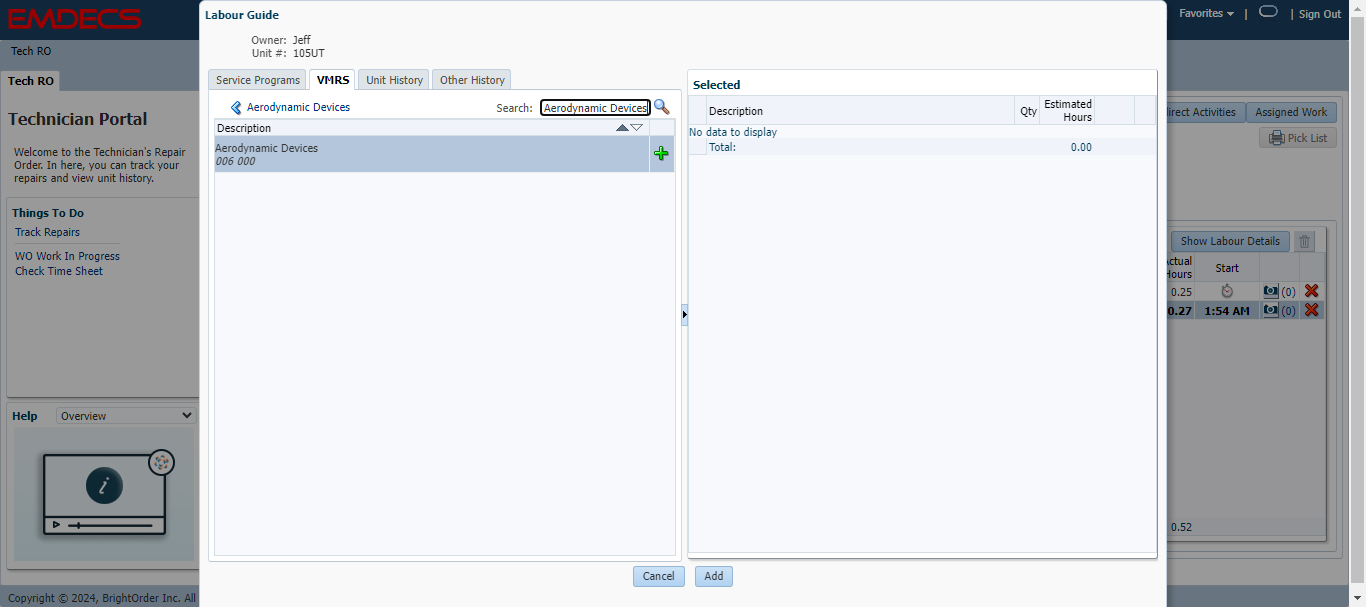 EMDECS
Favorites | | Sign Out
Tech RO
Tech RO
Technician Portal
Welcome to the Technician's Repair
Order. In here, you can track your
repairs and view unit history.
Things To Do
Track Repairs
WO Work In Progress
Check Time Sheet
Help Overview
i
Copyright © 2024, BrightOrder Inc. All
Labour Guide
Owner: Jeff
Unit #: 105UT
Service Programs VMRS Unit History Other History
Aerodynamic Devices Search: Aerodynamic Devices
Description
Aerodynamic Devices
006 000
Selected
Description Qty Estimated
Hours
No data to display
Total: 0.00
Cancel Add
irect Activities Assigned Work
Pick List
Show Labour Details
ctual
Hours Start
0.25 (0)
0.27 1:54 AM (0)
0.52